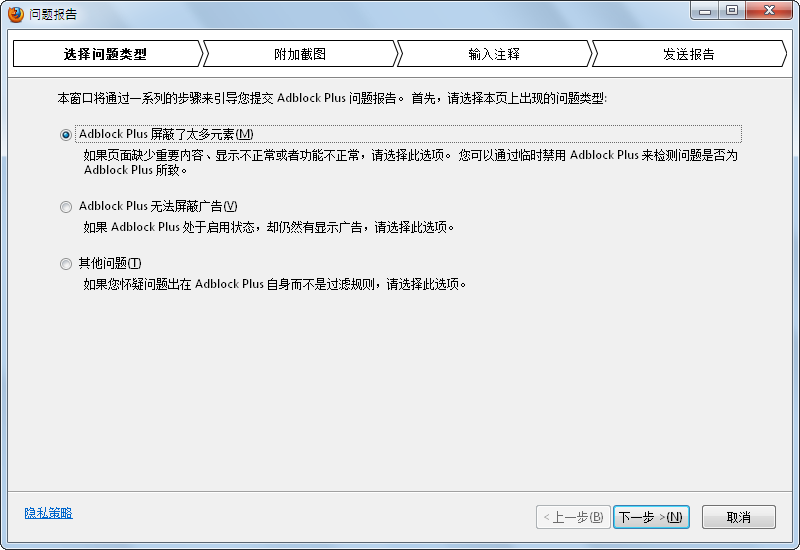 问题报告
选择问题类型
附加截图
输入注释
发送报告
本窗口将通过一系列的步骤来引导您提交 Adblock Plus 问题报告。 首先，请选择本页上出现的问题类型:
Adblock Plus 屏蔽了太多元素(M)
如果页面缺少重要内容、显示不正常或者功能不正常，请选择此选项。 您可以通过临时禁用 Adblock Plus 来检测问题是否为
Adblock Plus 所致。
Adblock Plus 无法屏蔽广告(V)
如果 Adblock Plus 处于启用状态，却仍然有显示广告，请选择此选项。
其他问题(T)
如果您怀疑问题出在 Adblock Plus 自身而不是过滤规则，请选择此选项。
隐私策略
< 上一步(B)
下一步 >(N)
取消